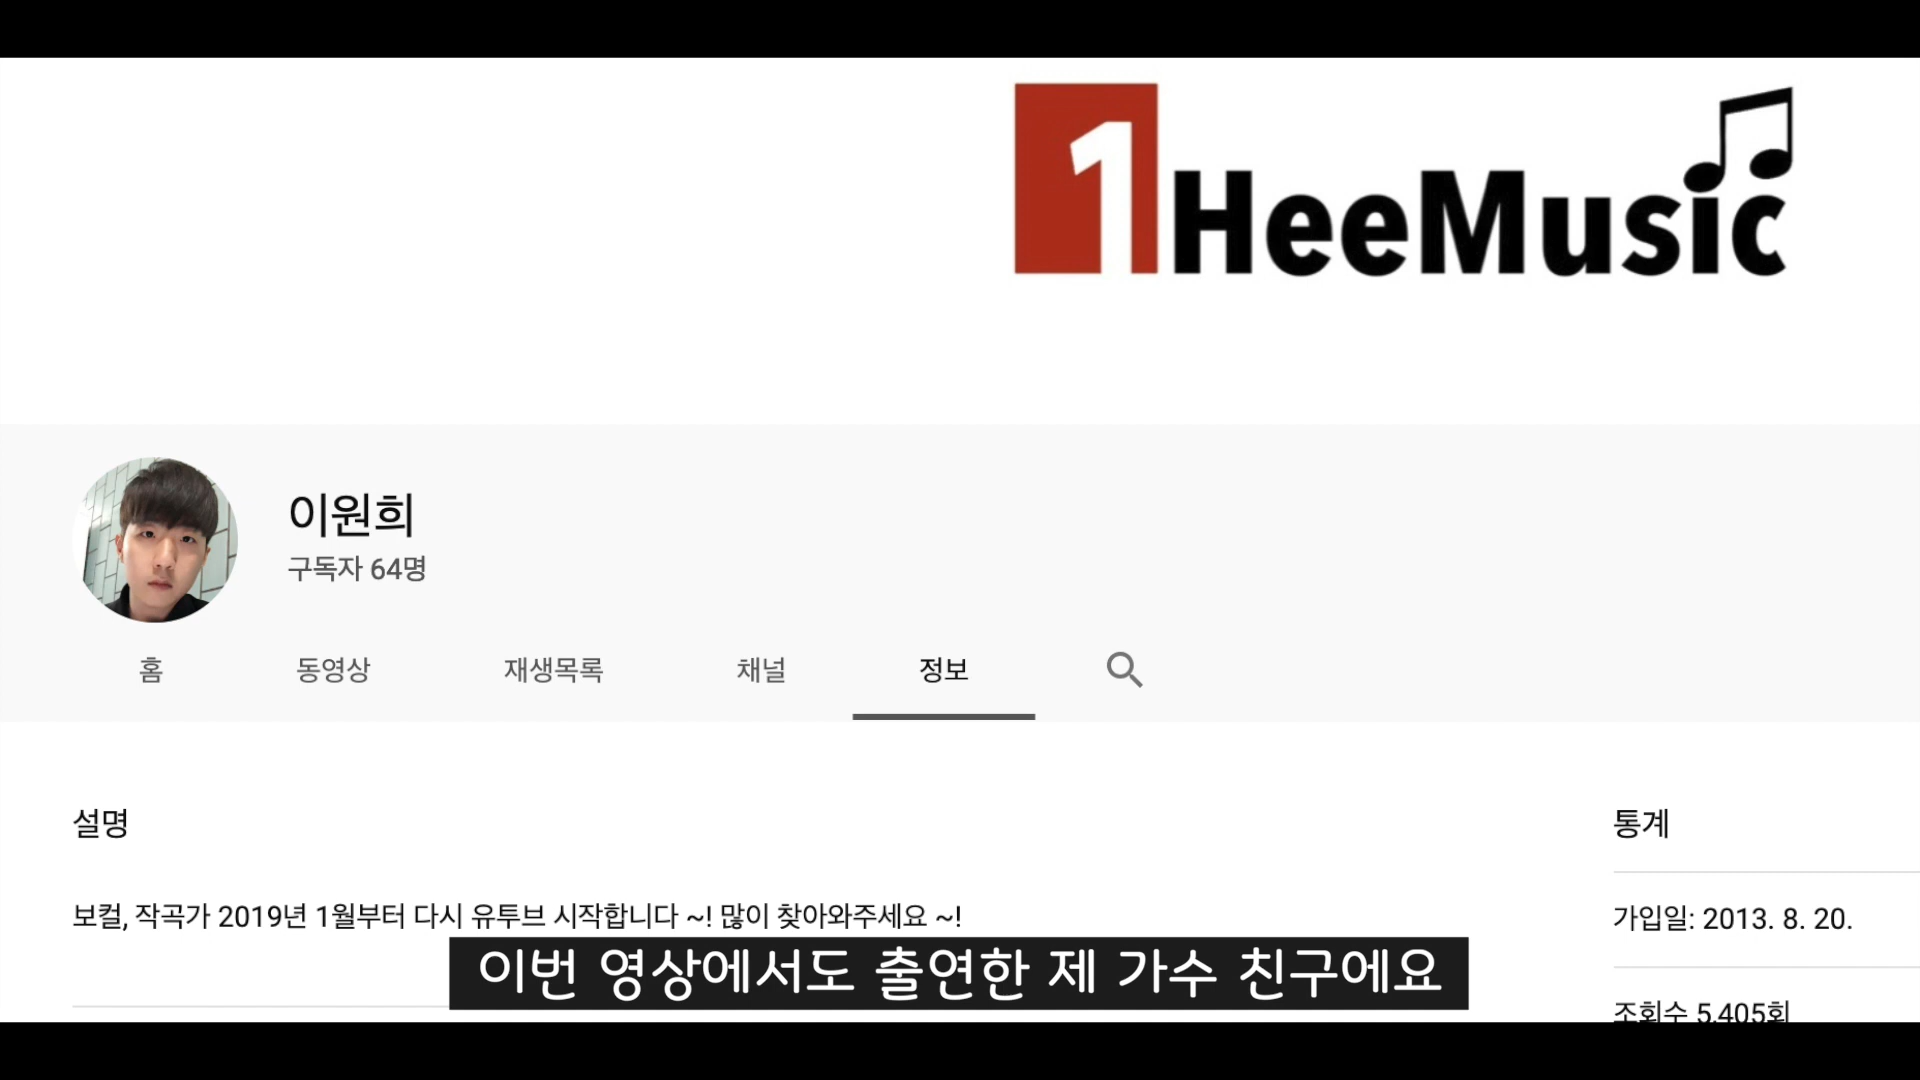 1HeeMusic
이원희
구독자 64명
홈 동영상 재생목록 채널 정보
설명
통계
보컬, 작곡가 2019년 1월부터 다시 유투브 시작합니다 ~! 많이 찾아와주세요 ~!
가입일: 2013. 8. 20.
이번 영상에서도 출연한 제 가수 친구에요
조회수 5,405회